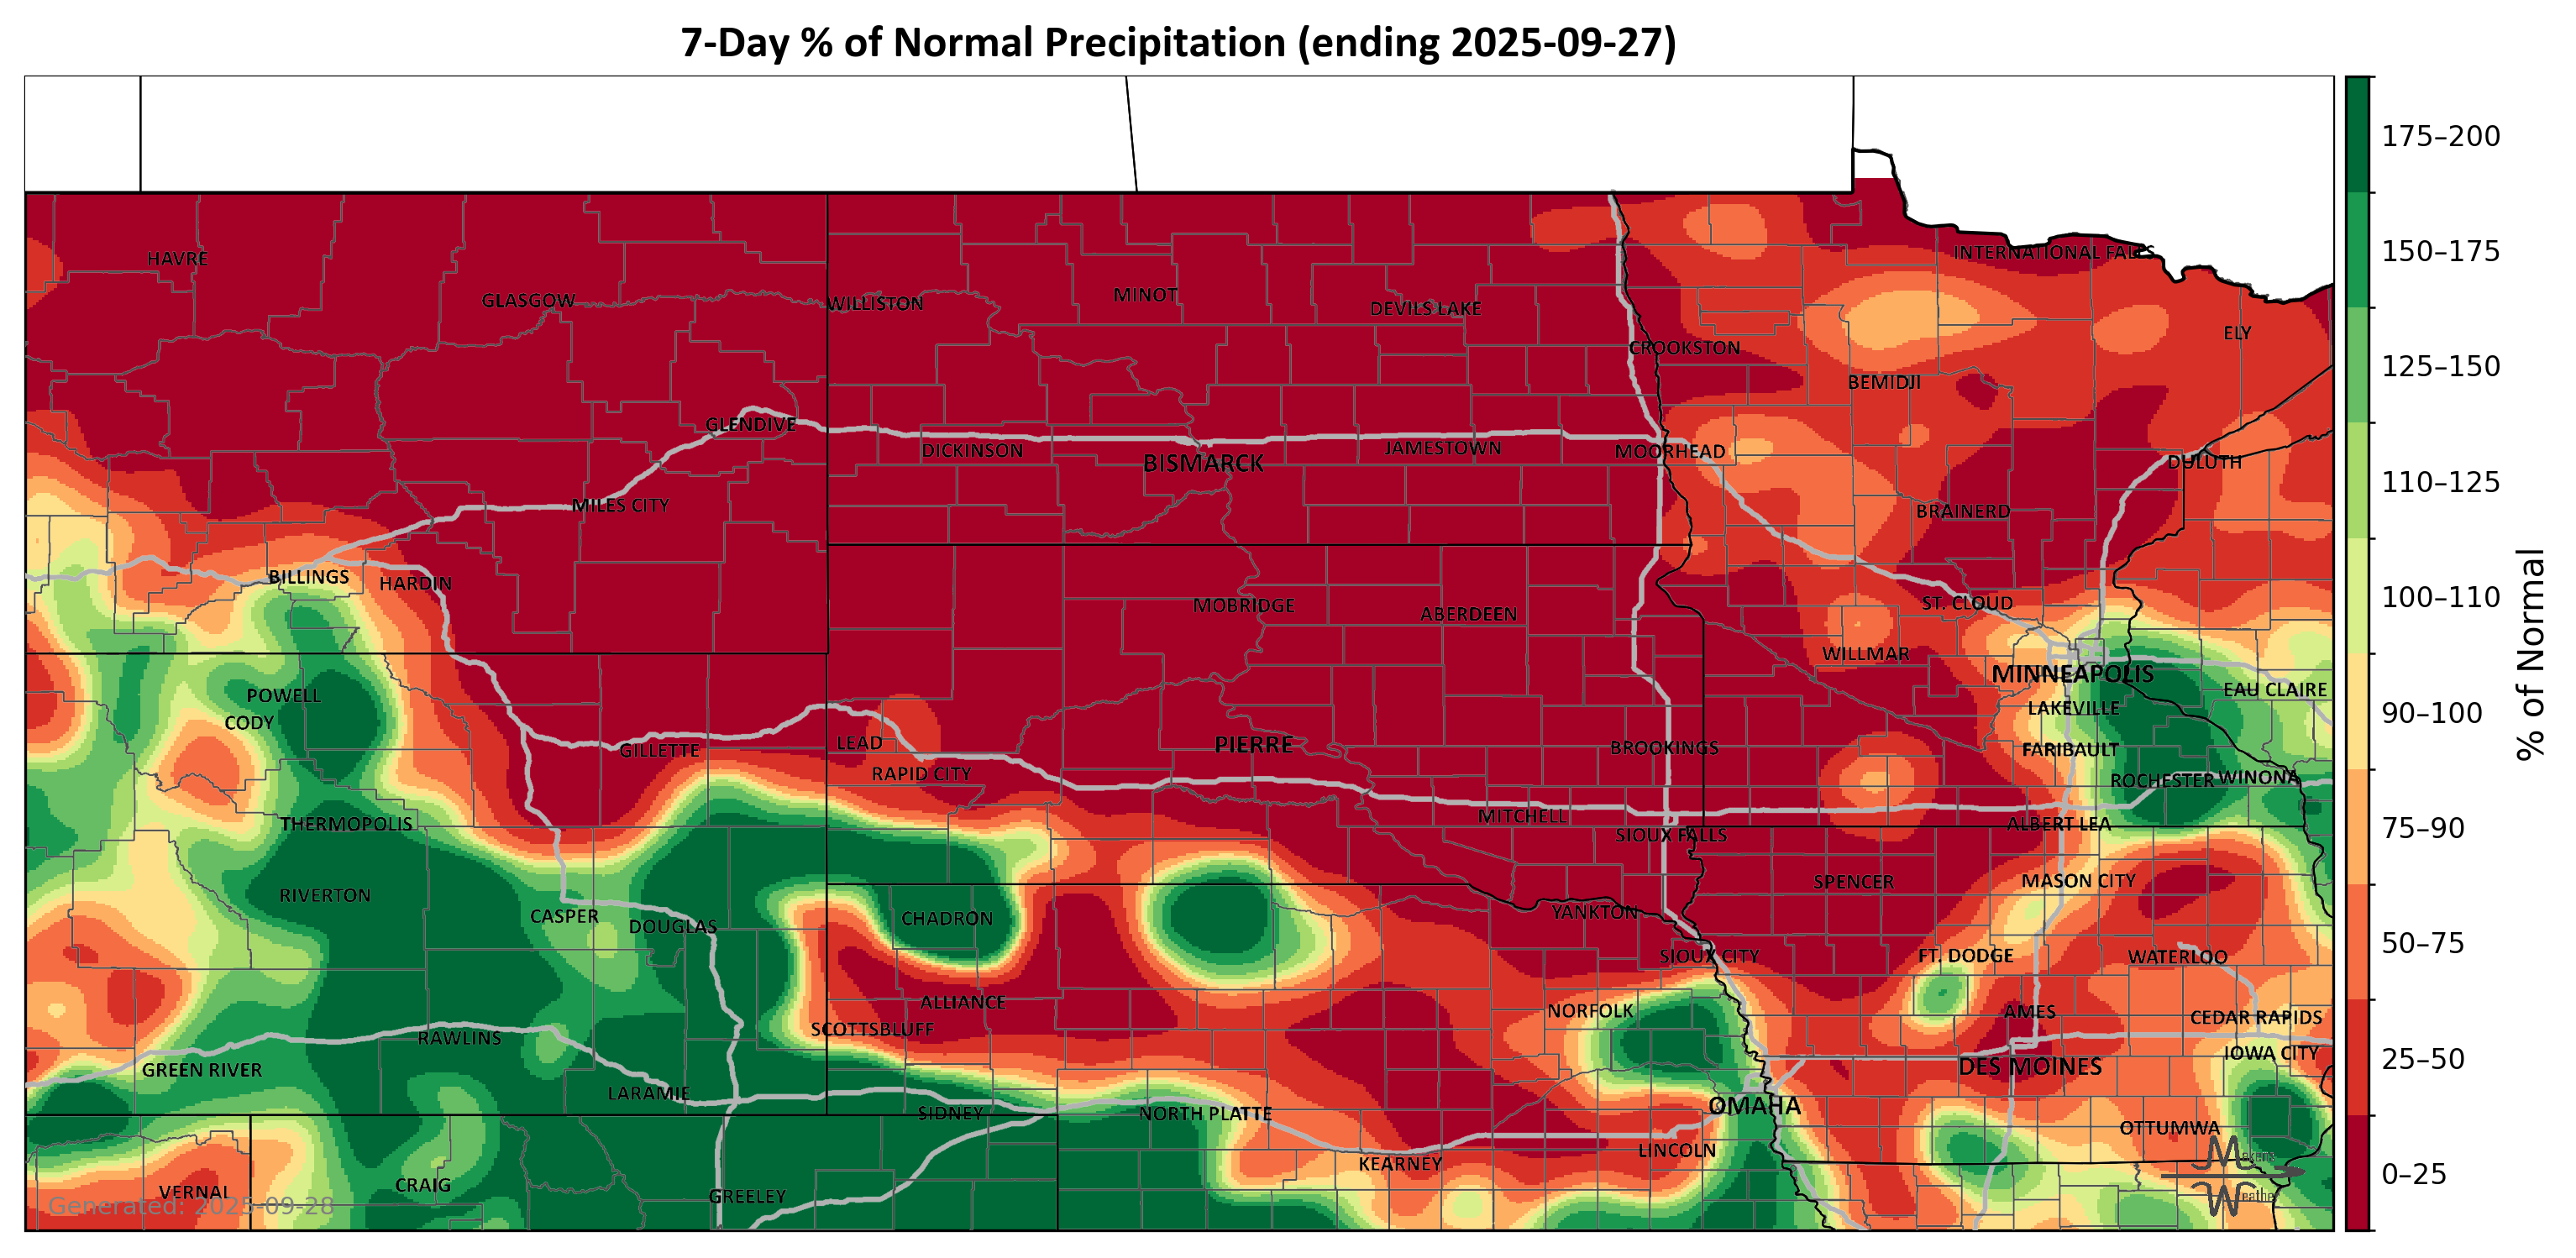 7-Day % of Normal Precipitation (ending 2025-09-27)
175–200
150–175
125–150
110–125
100–110
90–100
75–90
50–75
25–50
0–25
% of Normal
HAVRE
INTERNATIONAL FALLS
GLASGOW
WILLISTON
MINOT
DEVILS LAKE
ELY
CROOKSTON
BEMIDJI
GLENDIVE
DICKINSON
BISMARCK
JAMESTOWN
MOORHEAD
DULUTH
MILES CITY
BRAINERD
BILLINGS
HARDIN
MOBRIDGE
ABERDEEN
ST. CLOUD
WILLMAR
MINNEAPOLIS
POWELL
EAU CLAIRE
CODY
LAKEVILLE
GILLETTE
LEAD
PIERRE
BROOKINGS
FARIBAULT
RAPID CITY
ROCHESTER
WINONA
THERMOPOLIS
MITCHELL
SIOUX FALLS
ALBERT LEA
RIVERTON
SPENCER
MASON CITY
CASPER
DOUGLAS
CHADRON
YANKTON
SIOUX CITY
FT. DODGE
WATERLOO
ALLIANCE
NORFOLK
AMES
SCOTTSBLUFF
CEDAR RAPIDS
RAWLINS
IOWA CITY
GREEN RIVER
DES MOINES
LARAMIE
SIDNEY
NORTH PLATTE
OMAHA
OTTUMWA
KEARNEY
LINCOLN
VERNAL
CRAIG
GREELEY
Generated: 2025-09-28